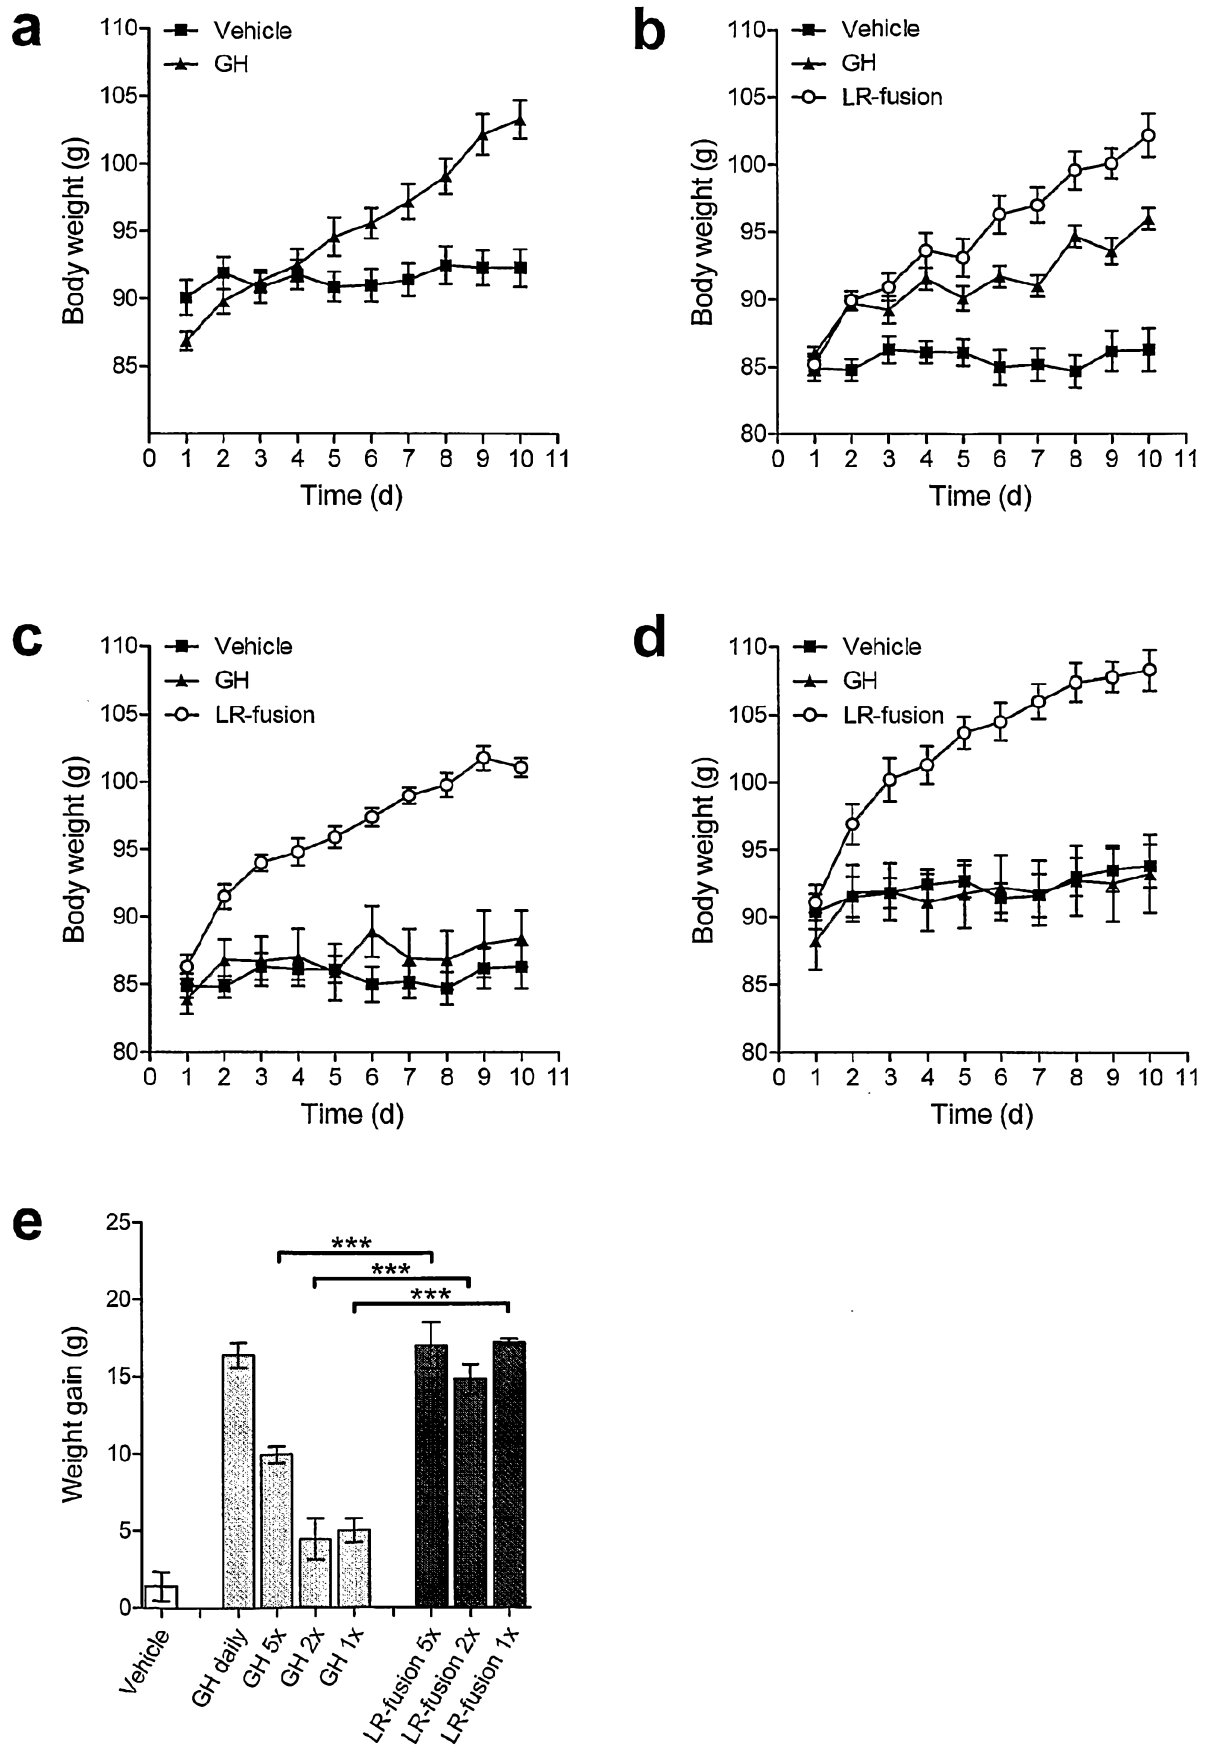 a
110
105
100
95
90
85
Body weight (g)
Vehicle
GH
0 1 2 3 4 5 6 7 8 9 10 11
Time (d)
b
110
105
100
95
90
85
80
Body weight (g)
Vehicle
GH
LR-fusion
0 1 2 3 4 5 6 7 8 9 10 11
Time (d)
c
110
105
100
95
90
85
80
Body weight (g)
Vehicle
GH
LR-fusion
0 1 2 3 4 5 6 7 8 9 10 11
Time (d)
d
110
105
100
95
90
85
80
Body weight (g)
Vehicle
GH
LR-fusion
0 1 2 3 4 5 6 7 8 9 10 11
Time (d)
e
25
20
15
10
5
0
Weight gain (g)
***
***
***
Vehicle
GH daily
GH 5x
GH 2x
GH 1x
LR-fusion 5x
LR-fusion 2x
LR-fusion 1x